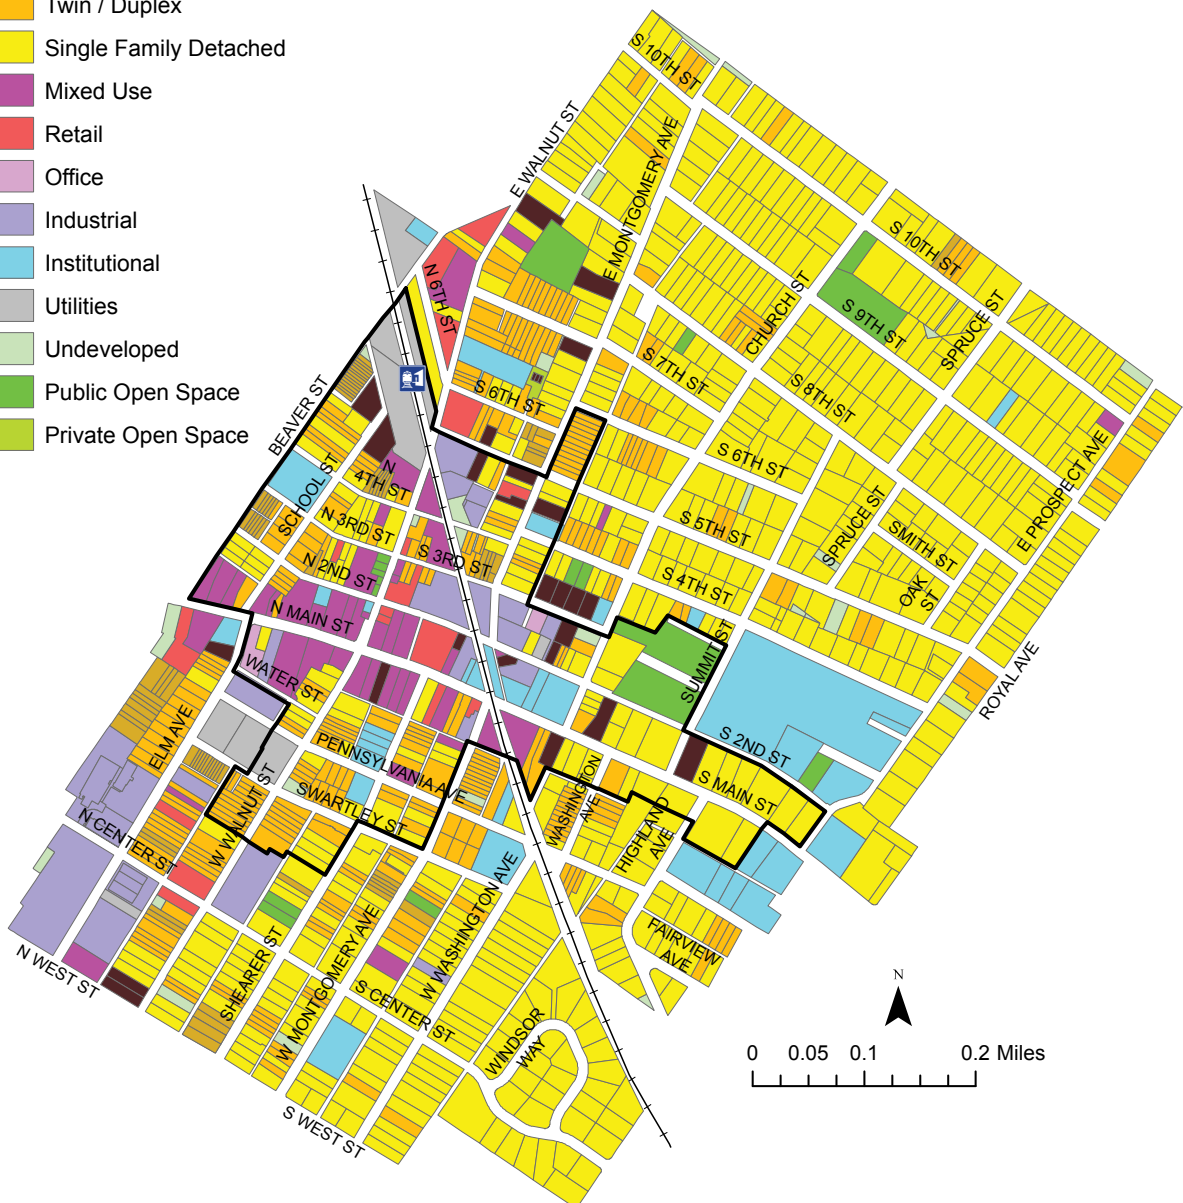 Twin / Duplex
Single Family Detached
Mixed Use
Retail
Office
Industrial
Institutional
Utilities
Undeveloped
Public Open Space
Private Open Space
S 10TH ST
E WALNUT ST
E MONTGOMERY AVE
S 10TH ST
N 6TH ST
CHURCH ST
S 9TH ST
SPRUCE ST
S 7TH ST
S 8TH ST
S 6TH ST
BEAVER ST
S 6TH ST
E PROSPECT AVE
N
4TH ST
SCHOOL ST
N 3RD ST
S 5TH ST
SPRUCE ST
SMITH ST
S 3RD ST
N 2ND ST
S 4TH ST
OAK
ST
N MAIN ST
SUMMIT ST
ROYAL AVE
WATER ST
ELM AVE
S 2ND ST
PENNSYLVANIA AVE
S MAIN ST
SWARTLEY ST
WASHINGTON
AVE
W WALNUT ST
HIGHLAND
AVE
N CENTER ST
W WASHINGTON AVE
FAIRVIEW
AVE
N WEST ST
SHEARER ST
W MONTGOMERY AVE
S CENTER ST
WINDSOR
WAY
S WEST ST
N
0 0.05 0.1 0.2 Miles